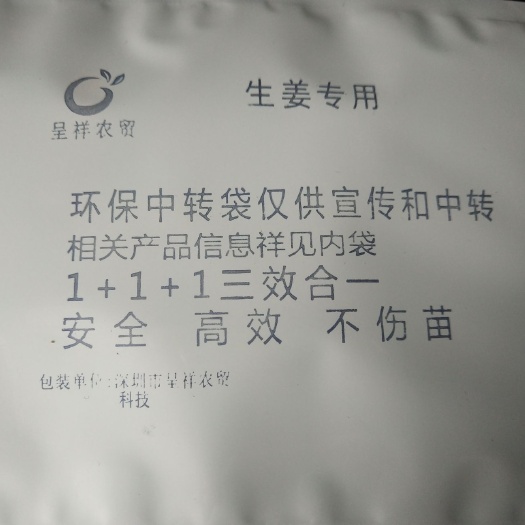 生姜专用
呈祥农贸
环保中转袋仅供宣传和中转
相关产品信息祥见内袋
1+1+1三效合一
安全 高效 不伤苗
包装单位:深圳市呈祥农贸
科技